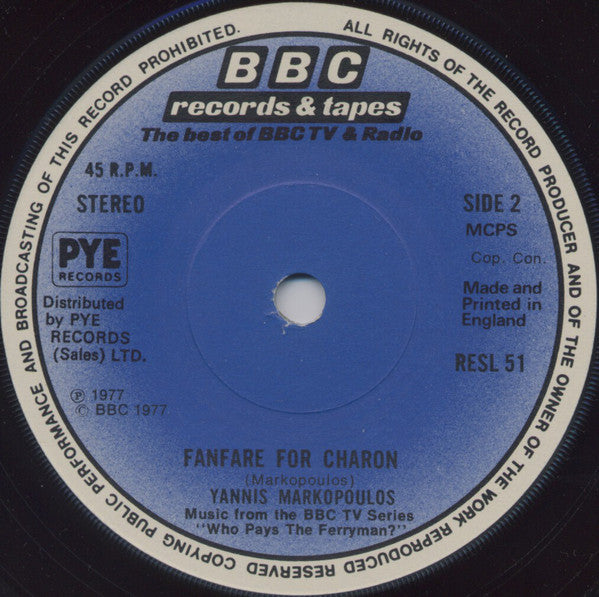 ALL RIGHTS OF THE RECORD PRODUCER AND OF THE OWNER OF THE WORK REPRODUCED RESERVED COPYING PUBLIC PERFORMANCE AND BROADCASTING OF THIS RECORD PROHIBITED.
BBC
records & tapes
The best of BBC TV & Radio
45 R.P.M.
STEREO
PYE
RECORDS
Distributed
by PYE
RECORDS
(Sales) LTD.
℗ 1977
© BBC 1977
SIDE 2
MCPS
Cop. Con.
Made and
Printed in
England
RESL 51
FANFARE FOR CHARON
(Markopoulos)
YANNIS MARKOPOULOS
Music from the BBC TV Series
"Who Pays The Ferryman?"